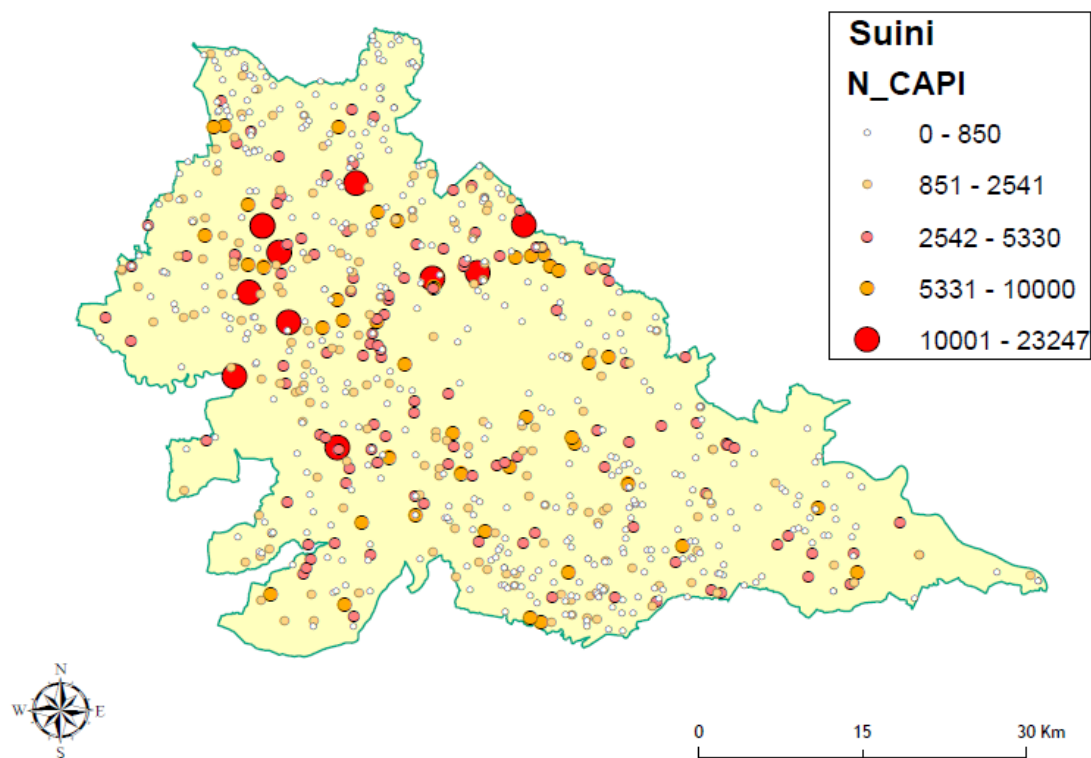 Suini
N_CAPI
0 - 850
851 - 2541
2542 - 5330
5331 - 10000
10001 - 23247
N
W E
S
0 15 30 Km